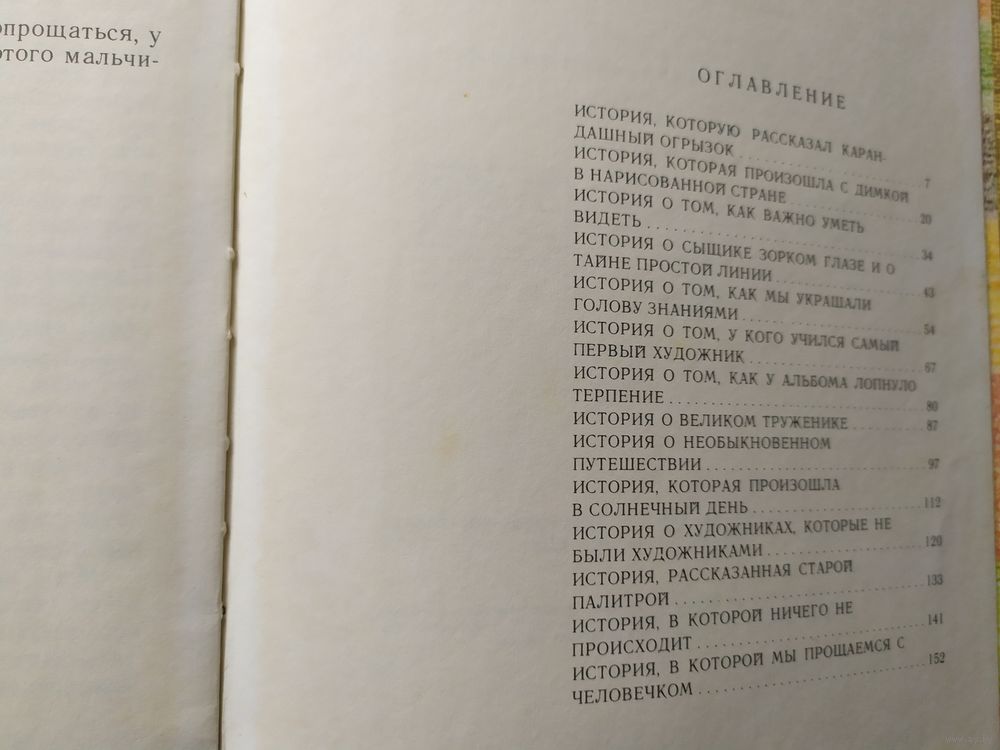 опрощаться, у
этого мальчи-
ОГЛАВЛЕНИЕ
ИСТОРИЯ, КОТОРУЮ РАССКАЗАЛ КАРАН-
ДАШНЫЙ ОГРЫЗОК . . . . . . . . . . 7
ИСТОРИЯ, КОТОРАЯ ПРОИЗОШЛА С ДИМКОЙ
В НАРИСОВАННОЙ СТРАНЕ . . . . . . . . . . 20
ИСТОРИЯ О ТОМ, КАК ВАЖНО УМЕТЬ
ВИДЕТЬ . . . . . . . . . . 34
ИСТОРИЯ О СЫЩИКЕ ЗОРКОМ ГЛАЗЕ И О
ТАЙНЕ ПРОСТОЙ ЛИНИИ . . . . . . . . . . 43
ИСТОРИЯ О ТОМ, КАК МЫ УКРАШАЛИ
ГОЛОВУ ЗНАНИЯМИ . . . . . . . . . . 54
ИСТОРИЯ О ТОМ, У КОГО УЧИЛСЯ САМЫЙ
ПЕРВЫЙ ХУДОЖНИК . . . . . . . . . . 67
ИСТОРИЯ О ТОМ, КАК У АЛЬБОМА ЛОПНУЛО
ТЕРПЕНИЕ . . . . . . . . . . 80
ИСТОРИЯ О ВЕЛИКОМ ТРУЖЕНИКЕ . . . . . . . . . . 87
ИСТОРИЯ О НЕОБЫКНОВЕННОМ
ПУТЕШЕСТВИИ . . . . . . . . . . 97
ИСТОРИЯ, КОТОРАЯ ПРОИЗОШЛА
В СОЛНЕЧНЫЙ ДЕНЬ . . . . . . . . . . 112
ИСТОРИЯ О ХУДОЖНИКАХ, КОТОРЫЕ НЕ
БЫЛИ ХУДОЖНИКАМИ . . . . . . . . . . 120
ИСТОРИЯ, РАССКАЗАННАЯ СТАРОЙ
ПАЛИТРОЙ . . . . . . . . . . 133
ИСТОРИЯ, В КОТОРОЙ НИЧЕГО НЕ
ПРОИСХОДИТ . . . . . . . . . . 141
ИСТОРИЯ, В КОТОРОЙ МЫ ПРОЩАЕМСЯ С
ЧЕЛОВЕЧКОМ . . . . . . . . . . 152